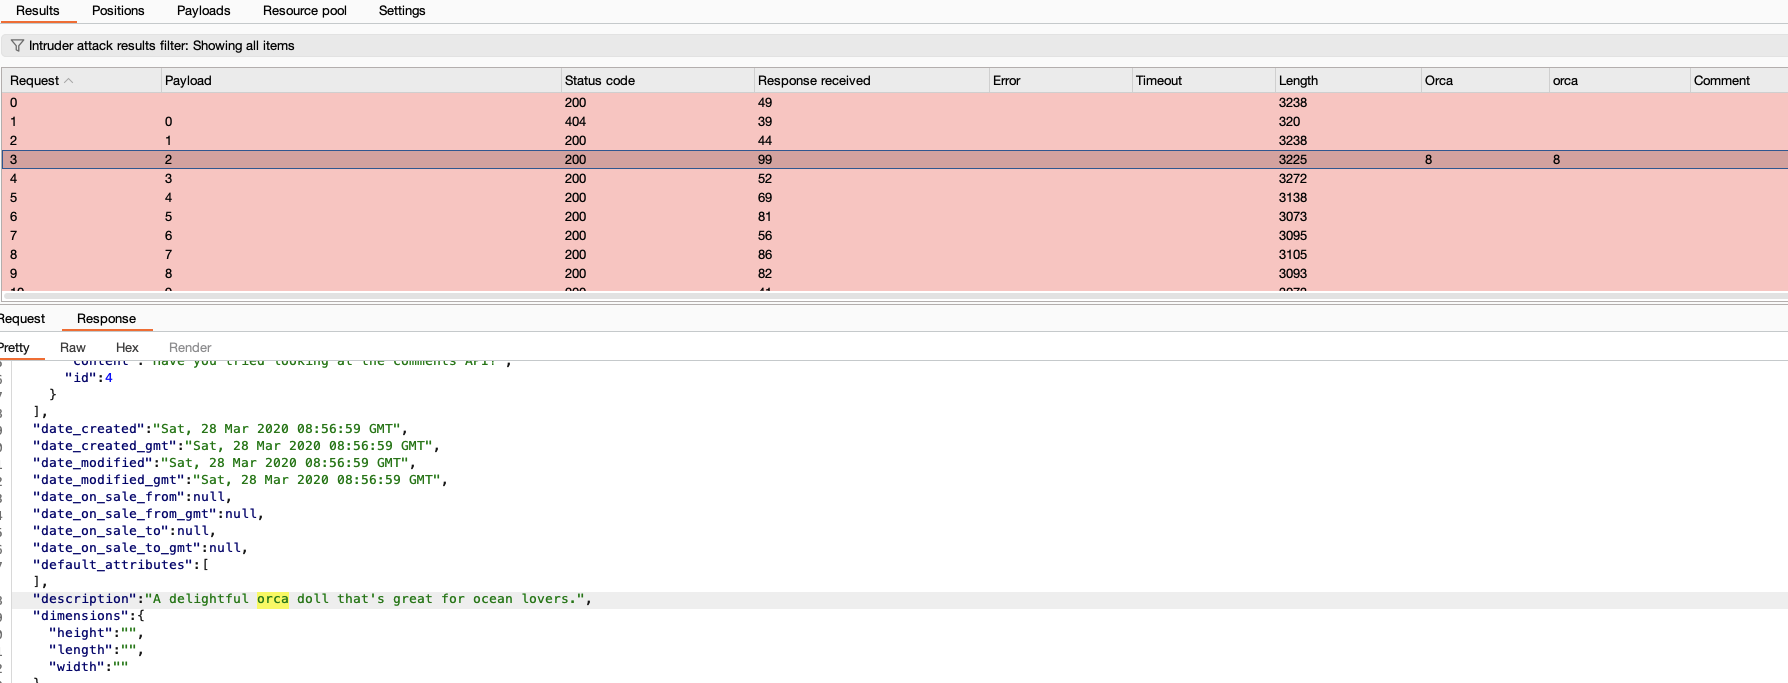 Results Positions Payloads Resource pool Settings
Intruder attack results filter: Showing all items
Request Payload Status code Response received Error Timeout Length Orca orca Comment
0 200 49 3238
1 0 404 39 320
2 1 200 44 3238
3 2 200 99 3225 8 8
4 3 200 52 3272
5 4 200 69 3138
6 5 200 81 3073
7 6 200 56 3095
8 7 200 86 3105
9 8 200 82 3093
Request Response
Pretty Raw Hex Render
"content":"Have you tried looking at the comments API?",
"id":4
}
],
"date_created":"Sat, 28 Mar 2020 08:56:59 GMT",
"date_created_gmt":"Sat, 28 Mar 2020 08:56:59 GMT",
"date_modified":"Sat, 28 Mar 2020 08:56:59 GMT",
"date_modified_gmt":"Sat, 28 Mar 2020 08:56:59 GMT",
"date_on_sale_from":null,
"date_on_sale_from_gmt":null,
"date_on_sale_to":null,
"date_on_sale_to_gmt":null,
"default_attributes":[
],
"description":"A delightful orca doll that's great for ocean lovers.",
"dimensions":{
"height":"",
"length":"",
"width":""